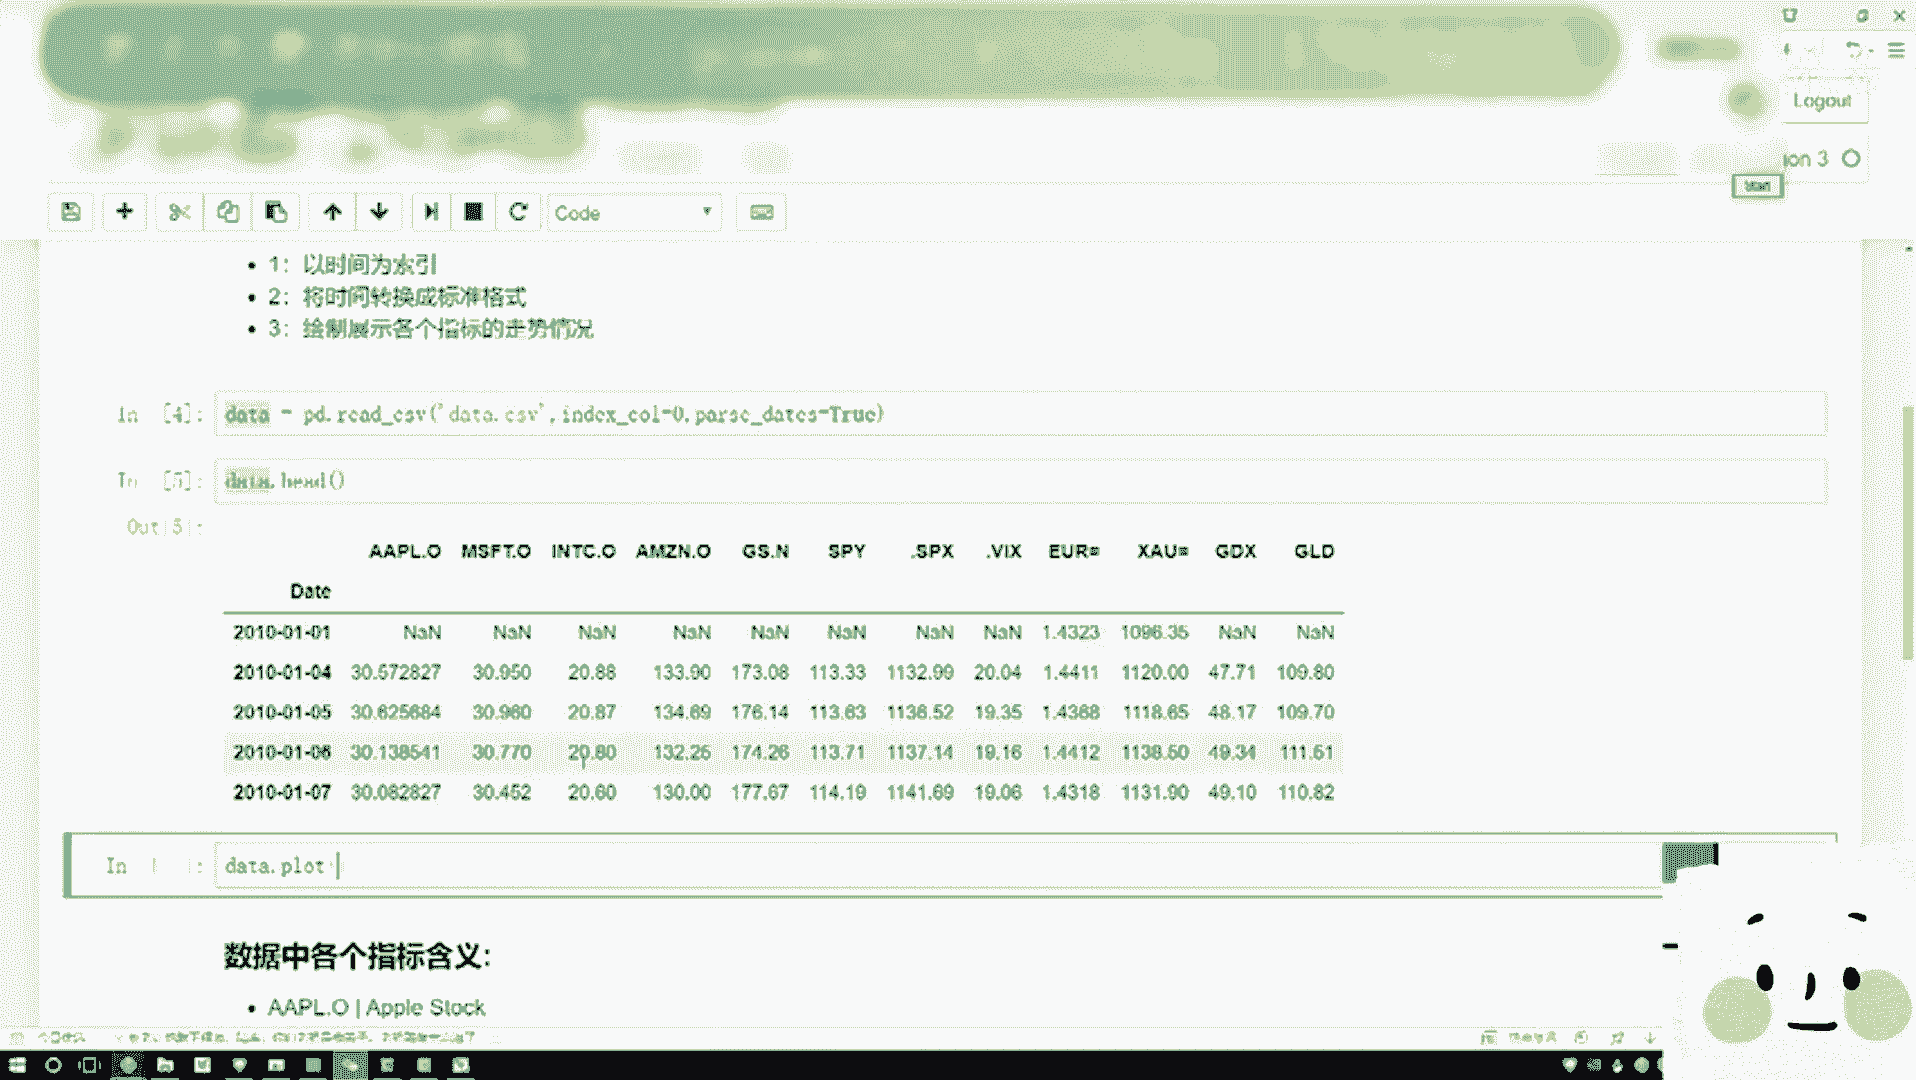 Logout
Code
• 1：以时间为索引
• 2：将时间转换成标准格式
• 3：绘制展示各个指标的走势情况
In [4]: data = pd.read_csv('data.csv',index_col=0,parse_dates=True)
In [5]: data.head()
Out[5]:
AAPL.O MSFT.O INTC.O AMZN.O GS.N SPY .SPX .VIX EUR= XAU= GDX GLD
Date
2010-01-01 NaN NaN NaN NaN NaN NaN NaN NaN 1.4323 1096.35 NaN NaN
2010-01-04 30.572827 30.950 20.88 133.90 173.08 113.33 1132.99 20.04 1.4411 1120.00 47.71 109.80
2010-01-05 30.625684 30.960 20.87 134.69 176.14 113.63 1136.52 19.35 1.4368 1118.65 48.17 109.70
2010-01-06 30.138541 30.770 20.80 132.25 174.26 113.71 1137.14 19.16 1.4412 1138.50 49.34 111.51
2010-01-07 30.082827 30.452 20.60 130.00 177.67 114.19 1141.69 19.06 1.4318 1131.90 49.10 110.82
In [ ]: data.plot
数据中各个指标含义:
• AAPL.O | Apple Stock